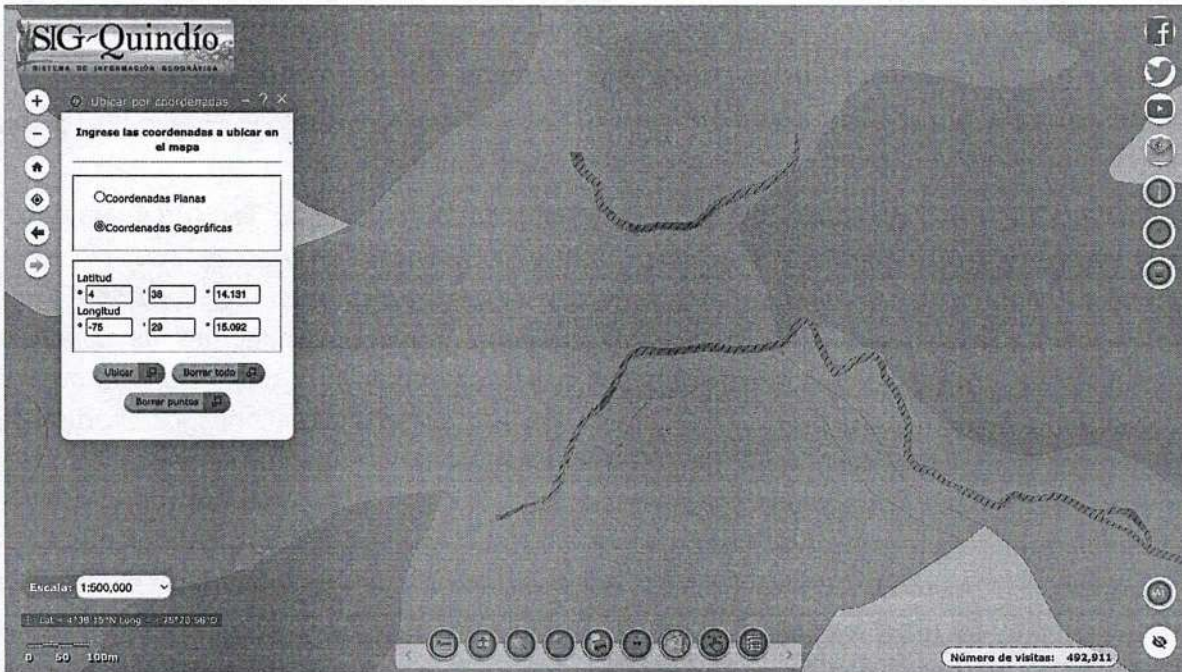 SIG-Quindío
SISTEMA DE INFORMACIÓN GEOGRÁFICA
Ubicar por coordenadas
Ingrese las coordenadas a ubicar en
el mapa
Coordenadas Planas
Coordenadas Geográficas
Latitud
° 4 ' 38 " 14.131
Longitud
° -75 ' 29 " 15.092
Ubicar Borrar todo
Borrar puntos
Escala: 1:500,000
0 50 100m
Número de visitas: 492,911